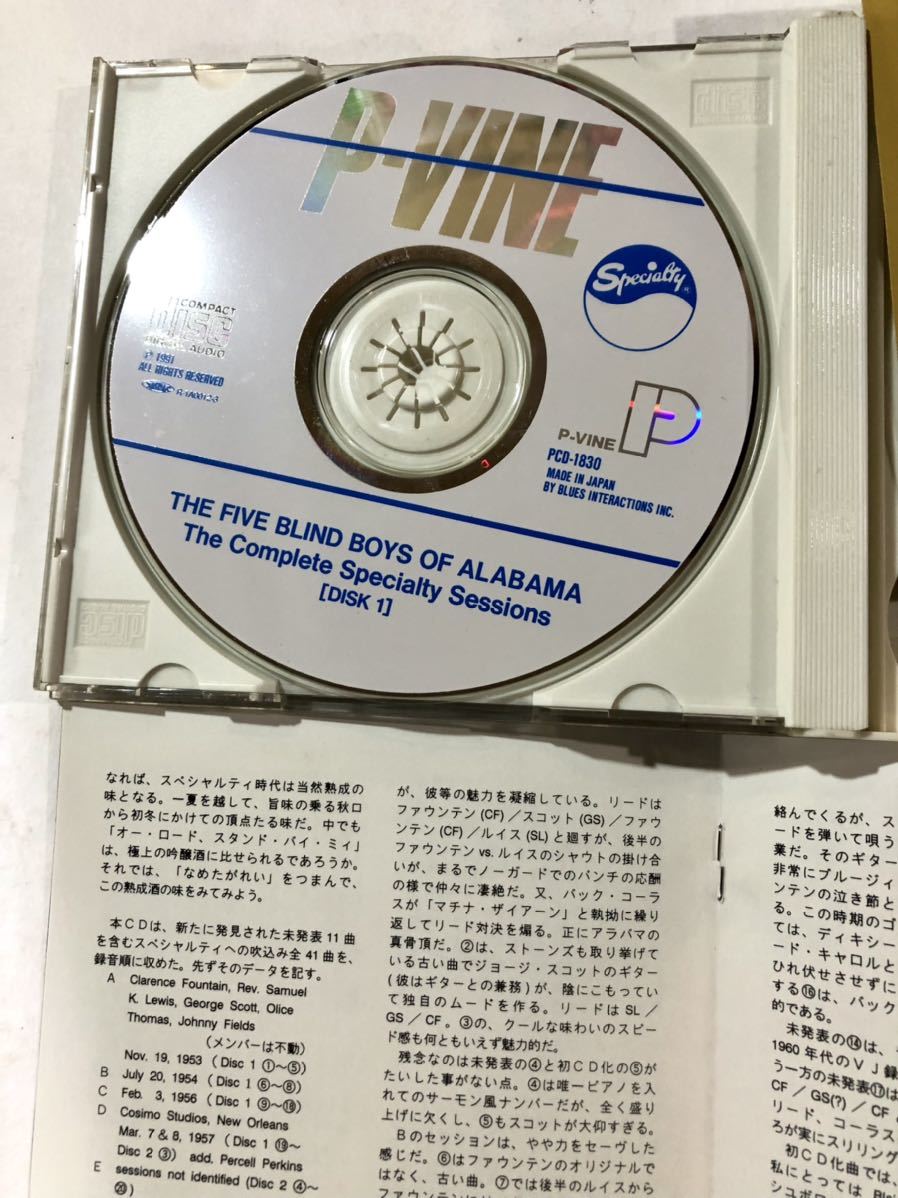 P-VINE
Specialty
COMPACT
disc
DIGITAL AUDIO
℗ 1991
ALL RIGHTS RESERVED
P-VINE
PCD-1830
MADE IN JAPAN
BY BLUES INTERACTIONS INC.
THE FIVE BLIND BOYS OF ALABAMA
The Complete Specialty Sessions
[DISK 1]
なれば、スペシャルティ時代は当然熟成の
味となる。一夏を越して、旨味の乗る秋口
から初冬にかけての頂点たる味だ。中でも
「オー・ロード、スタンド・バイ・ミィ」
は、極上の吟醸酒に比せられるであろうか。
それでは、「なめたがれい」をつまんで、
この熟成酒の味をみてみよう。
本ＣＤは、新たに発見された未発表11曲
を含むスペシャルティへの吹込み全41曲を、
録音順に収めた。先ずそのデータを記す。
A Clarence Fountain, Rev. Samuel
K. Lewis, George Scott, Olice
Thomas, Johnny Fields
(メンバーは不動)
Nov. 19, 1953 (Disc 1 ①～⑤)
B July 20, 1954 (Disc 1 ⑥～⑧)
C Feb. 3, 1956 (Disc 1 ⑨～⑱)
D Cosimo Studios, New Orleans
Mar. 7 & 8, 1957 (Disc 1 ⑲～
Disc 2 ③) add. Percell Perkins
E sessions not identified (Disc 2 ④～
⑳)
が、彼等の魅力を凝縮している。リードは
ファウンテン(CF)／スコット(GS)／ファウ
ンテン(CF)／ルイス(SL)と廻すが、後半の
ファウンテンvs.ルイスのシャウトの掛け合
いが、まるでノーガードでのパンチの応酬
の様で仲々に凄絶だ。又、バック・コーラ
スが「マチナ・ザイアーン」と執拗に繰り
返してリード対決を煽る。正にアラバマの
真骨頂だ。②は、ストーンズも取り挙げて
いる古い曲でジョージ・スコットのギター
(彼はギターとの兼務)が、陰にこもってい
て独自のムードを作る。リードはSL／
GS／CF。③の、クールな味わいのスピー
ド感も何ともいえず魅力的だ。
残念なのは未発表の④と初ＣＤ化の⑤が
たいした事がない点。④は唯一ピアノを入
れてのサーモン風ナンバーだが、全く盛り
上げに欠くし、⑤もスコットが大仰すぎる。
Ｂのセッションは、ややカをセーヴした
感じだ。⑥はファウンテンのオリジナルで
はなく、古い曲。⑦では後半のルイスから
絡んでくるが、ス
ードを弾いて唄う
業だ。そのギター
非常にブルージィ
ンテンの泣き節と
る。この時期のゴ
ては、ディキシー
ード・キャロルと
ひれ伏せさせずに
する⑯は、バック
的である。
未発表の⑭は、
1960年代のＶＪ録
う一方の未発表⑰は
CF／GS(?)／CF
リード、コーラス
ろが実にスリリング
初ＣＤ化曲では、
私にとっては、